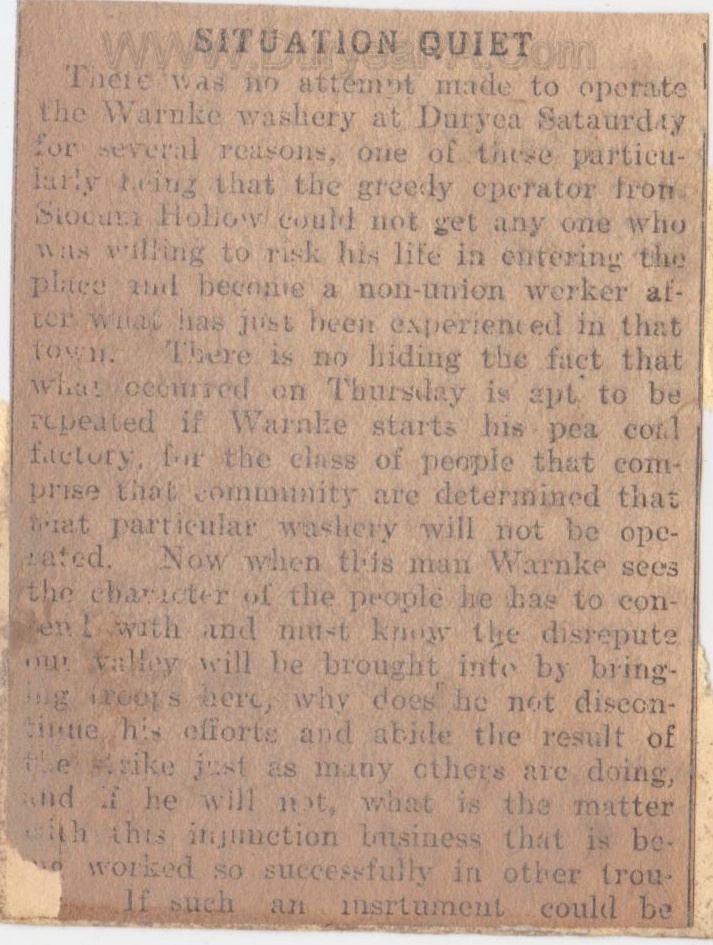 www.DuryeaPA.com
SITUATION QUIET
There was no attempt made to operate
the Warnke washery at Duryea Sataurday
for several reasons, one of these particu-
larly being that the greedy operator from
Slocum Hollow could not get any one who
was willing to risk his life in entering the
place and become a non-union worker af-
ter what has just been experienced in that
town. There is no hiding the fact that
what occurred on Thursday is apt to be
repeated if Warnke starts his pea coal
factory, for the class of people that com-
prise that community are determined that
that particular washery will not be ope-
rated. Now when this man Warnke sees
the character of the people he has to con-
tend with and must know the disrepute
our valley will be brought into by bring-
ing troops here, why does he not discon-
tinue his efforts and abide the result of
the strike just as many others are doing,
and if he will not, what is the matter
with this injunction business that is be-
worked so successfully in other trou-
If such an insrtument could be